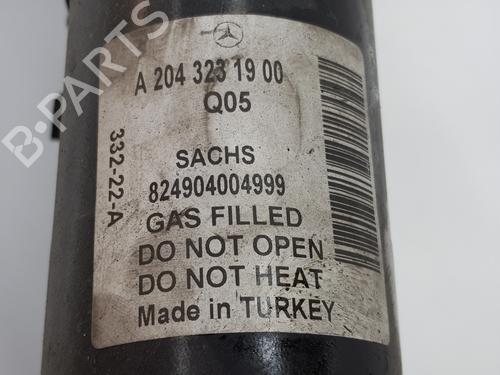 A 204 323 19 00
Q05
332-22-A
SACHS
824904004999
GAS FILLED
DO NOT OPEN
DO NOT HEAT
Made in TURKEY
B-PARTS